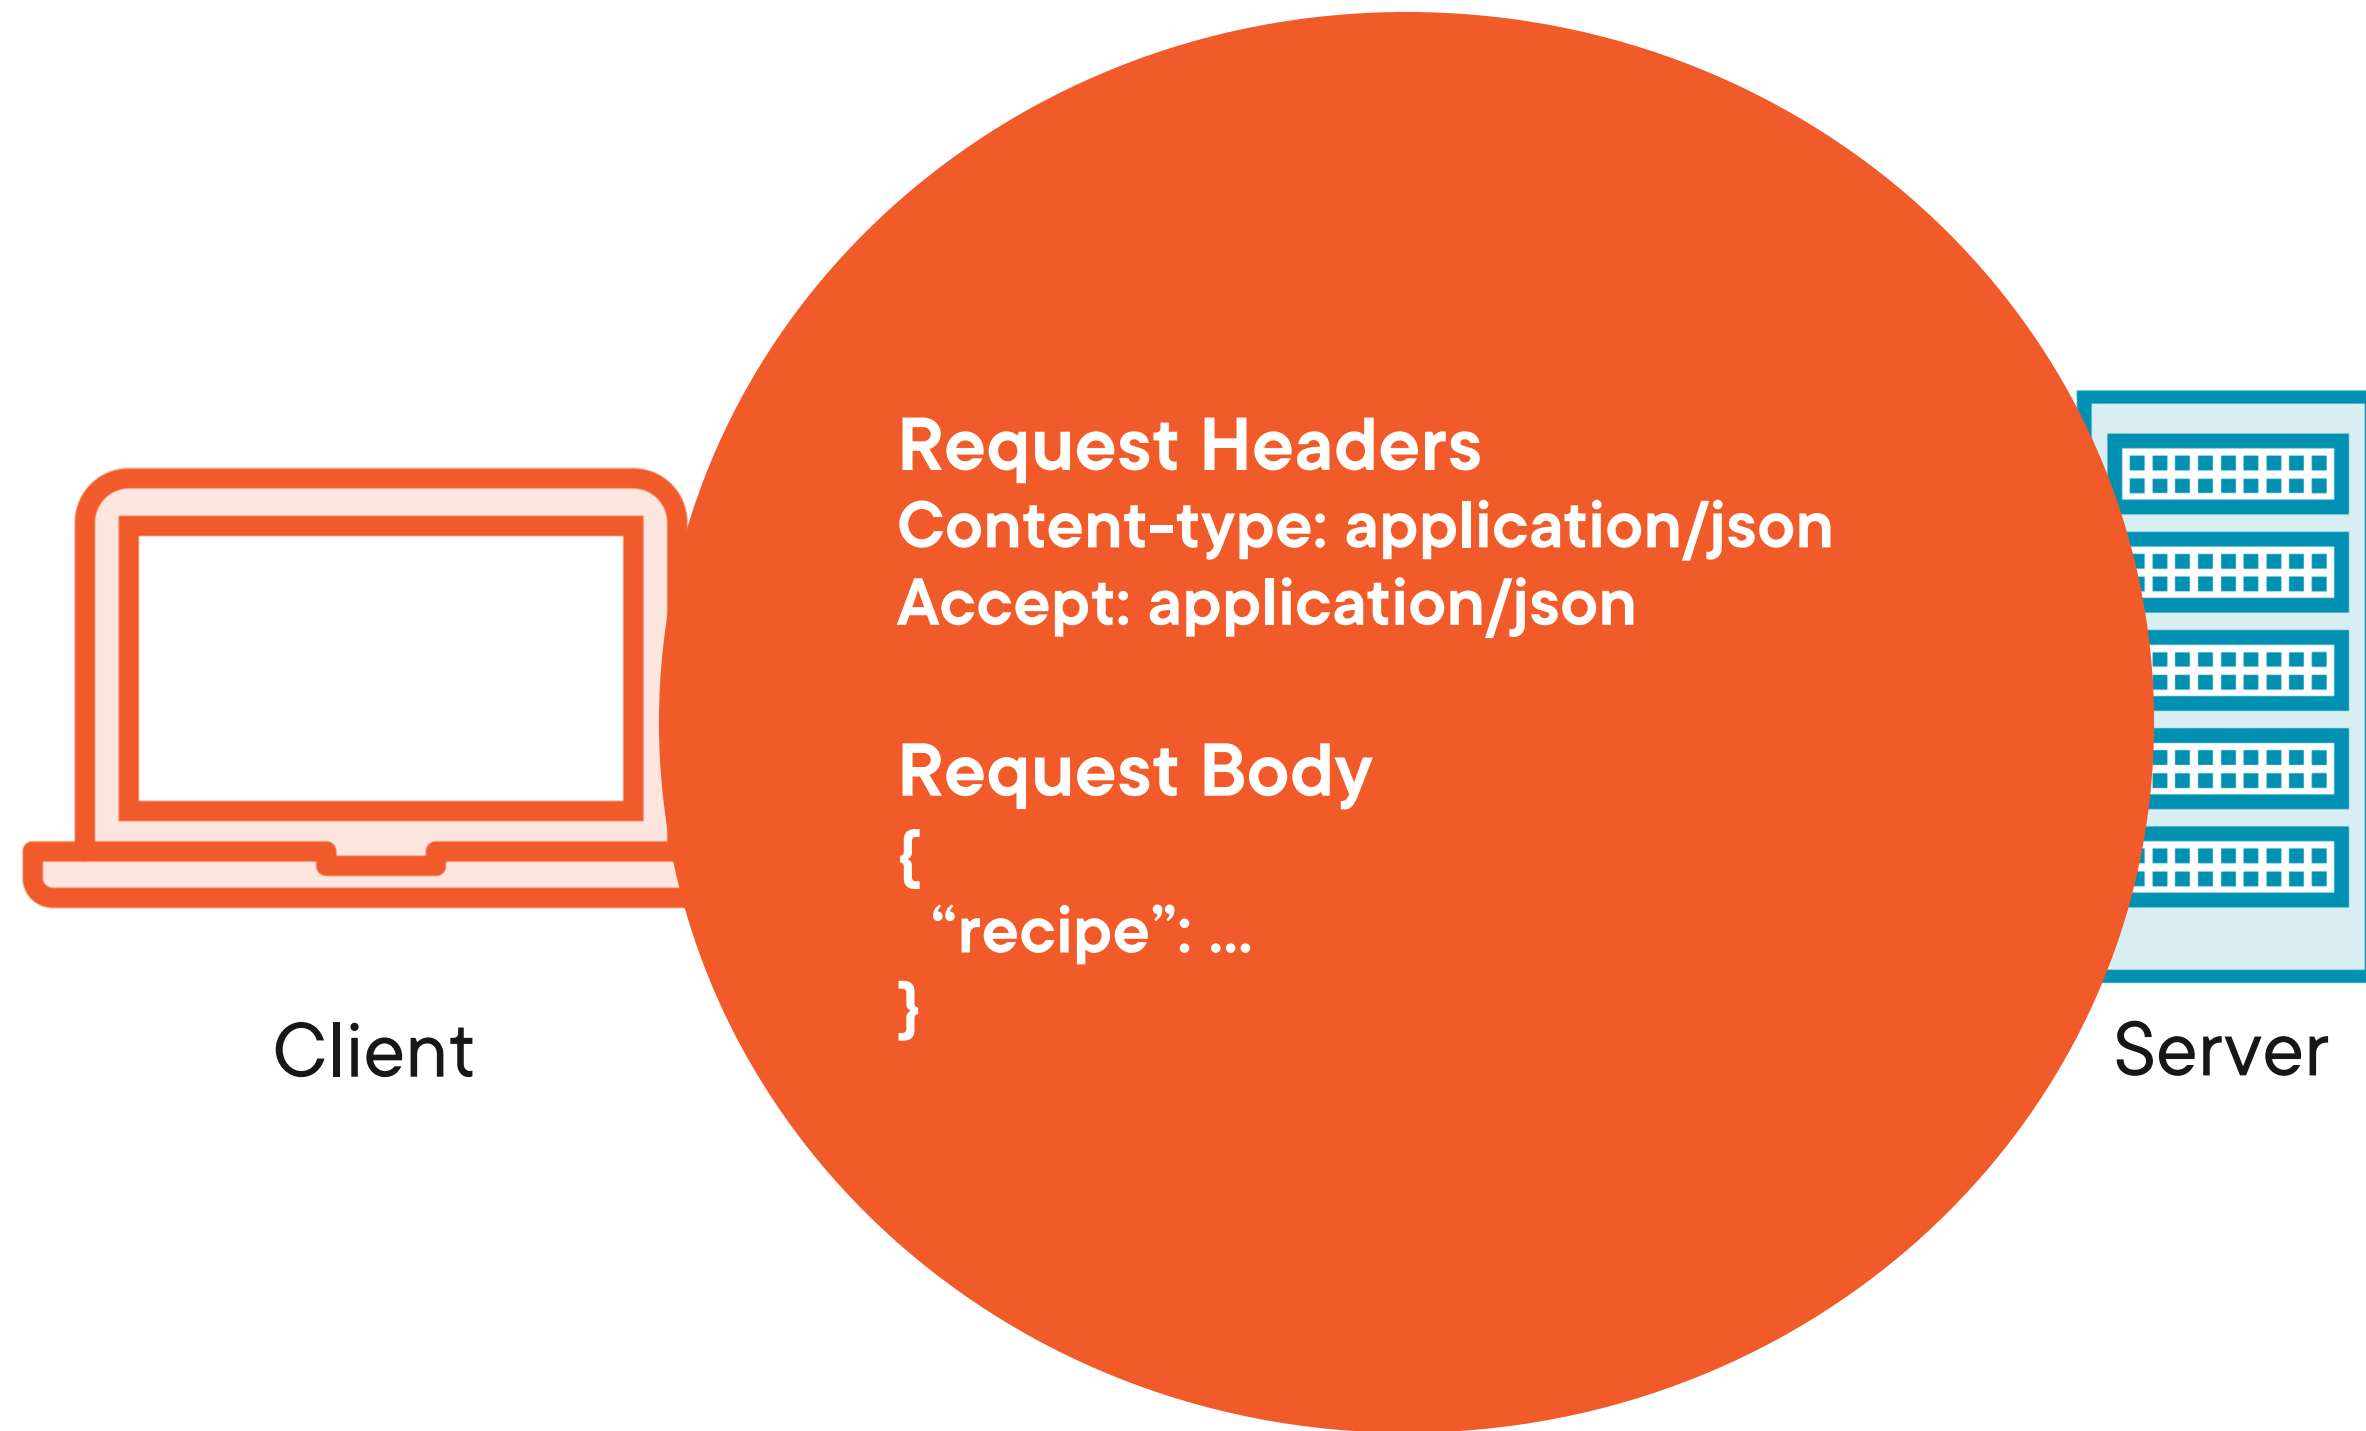 Request Headers
Content-type: application/json
Accept: application/json
Request Body
{
“recipe”: …
}
Client
Server